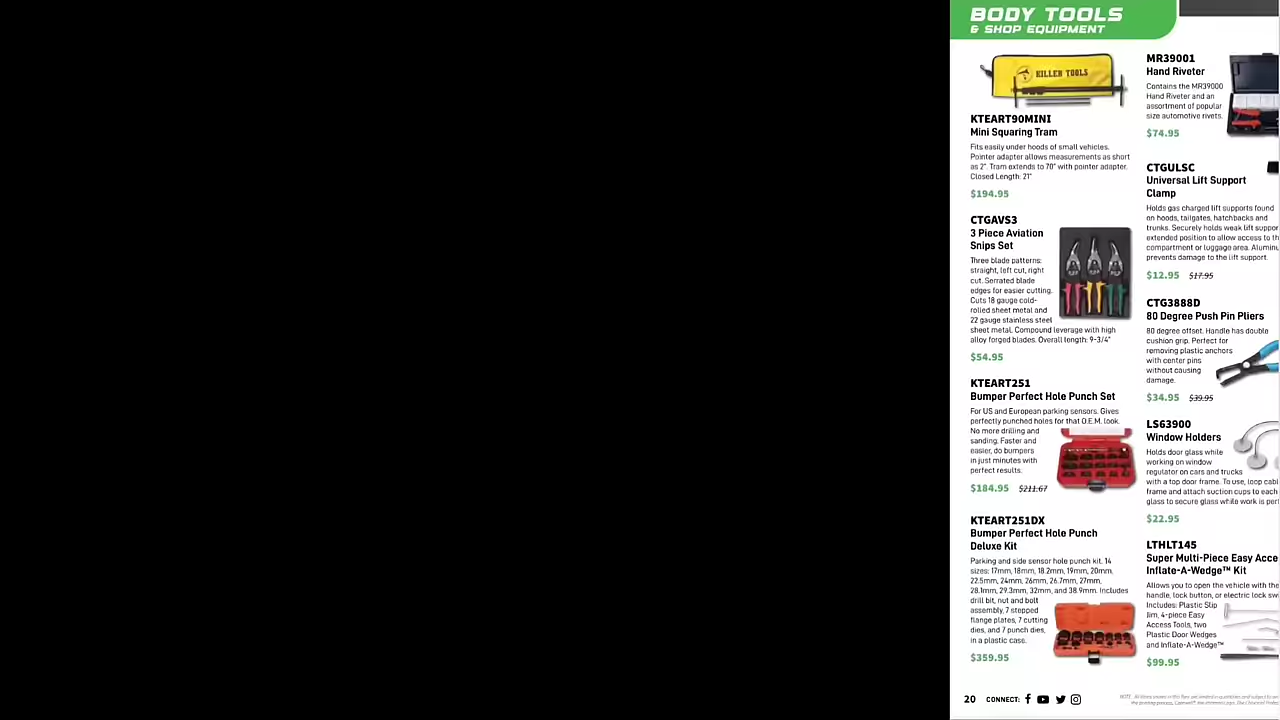 BODY TOOLS
& SHOP EQUIPMENT
KILLER TOOLS
KTEART90MINI
Mini Squaring Tram
Fits easily under hoods of small vehicles.
Pointer adapter allows measurements as short
as 2". Tram extends to 70" with pointer adapter.
Closed Length: 21"
$194.95
CTGAVS3
3 Piece Aviation
Snips Set
Three blade patterns:
straight, left cut, right
cut. Serrated blade
edges for easier cutting.
Cuts 18 gauge cold-
rolled sheet metal and
22 gauge stainless steel
sheet metal. Compound leverage with high
alloy forged blades. Overall length: 9-3/4"
$54.95
KTEART251
Bumper Perfect Hole Punch Set
For US and European parking sensors. Gives
perfectly punched holes for that O.E.M. look.
No more drilling and
sanding. Faster and
easier, do bumpers
in just minutes with
perfect results.
$184.95 $211.67
KTEART251DX
Bumper Perfect Hole Punch
Deluxe Kit
Parking and side sensor hole punch kit. 14
sizes: 17mm, 18mm, 18.2mm, 19mm, 20mm,
22.5mm, 24mm, 26mm, 26.7mm, 27mm,
28.1mm, 29.3mm, 32mm, and 38.9mm. Includes
drill bit, nut and bolt
assembly, 7 stepped
flange plates, 7 cutting
dies, and 7 punch dies,
in a plastic case.
$359.95
MR39001
Hand Riveter
Contains the MR39000
Hand Riveter and an
assortment of popular
size automotive rivets.
$74.95
CTGULSC
Universal Lift Support
Clamp
Holds gas charged lift supports found
on hoods, tailgates, hatchbacks and
trunks. Securely holds weak lift suppor
extended position to allow access to th
compartment or luggage area. Aluminu
prevents damage to the lift support.
$12.95 $17.95
CTG3888D
80 Degree Push Pin Pliers
80 degree offset. Handle has double
cushion grip. Perfect for
removing plastic anchors
with center pins
without causing
damage.
$34.95 $39.95
LS63900
Window Holders
Holds door glass while
working on window
regulator on cars and trucks
with a top door frame. To use, loop cabl
frame and attach suction cups to each
glass to secure glass while work is perf
$22.95
LTHLT145
Super Multi-Piece Easy Acce
Inflate-A-Wedge™ Kit
Allows you to open the vehicle with the
handle, lock button, or electric lock swi
Includes: Plastic Slip
Jim, 4-piece Easy
Access Tools, two
Plastic Door Wedges
and Inflate-A-Wedge™
$99.95
20 CONNECT: